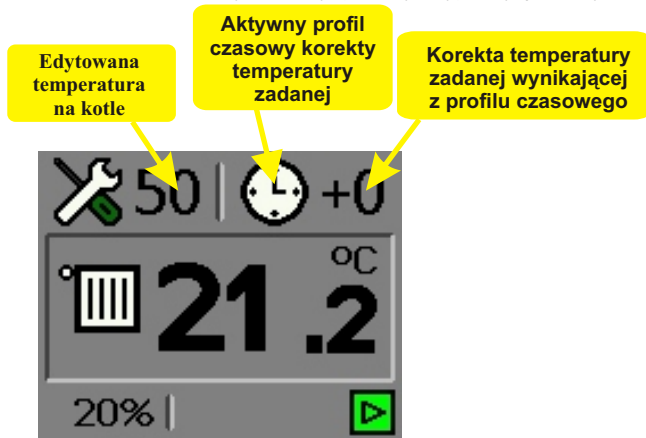 Edytowana
temperatura
na kotle
Aktywny profil
czasowy korekty
temperatury
zadanej
Korekta temperatury
zadanej wynikającej
z profilu czasowego
50 +0
21.2 °C
20%